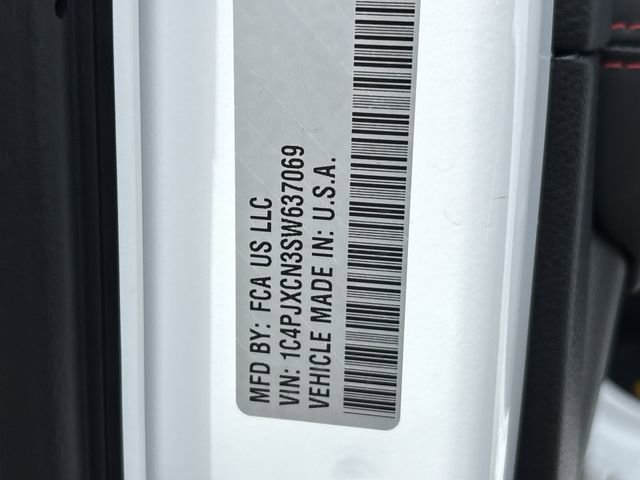 MFD BY: FCA US LLC
VIN: 1C4PJXCN3SW637069
VEHICLE MADE IN: U.S.A.